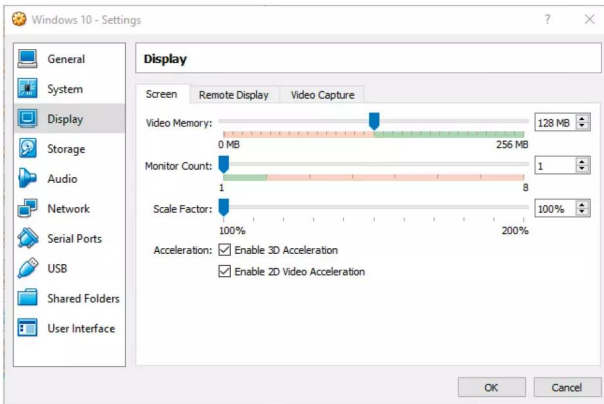 Windows 10 - Settings
?
General
System
Display
Storage
Audio
Network
Serial Ports
USB
Shared Folders
User Interface
Display
Screen Remote Display Video Capture
Video Memory: 128 MB
0 MB 256 MB
Monitor Count: 1
1 8
Scale Factor: 100%
100% 200%
Acceleration: Enable 3D Acceleration
Enable 2D Video Acceleration
OK Cancel